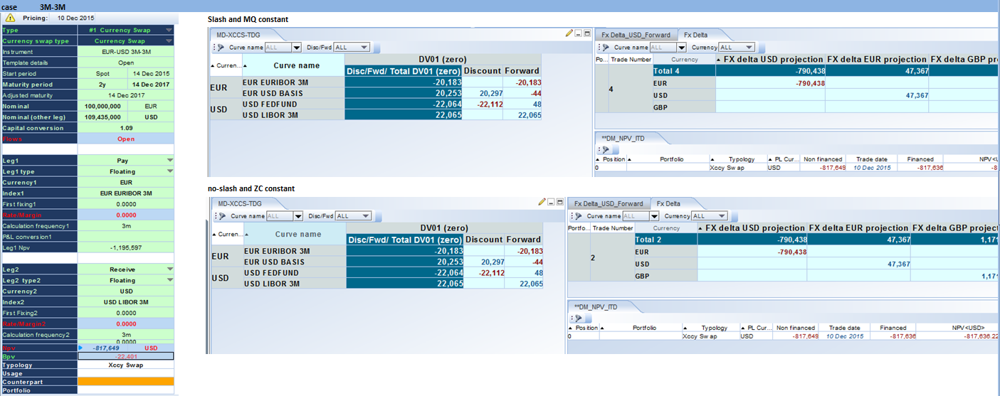 case 3M-3M
Pricing: 10 Dec 2015
Type #1 Currency Swap
Currency swap type Currency Swap
Instrument EUR-USD 3M-3M
Template details Open
Start period Spot 14 Dec 2015
Maturity period 2y 14 Dec 2017
Adjusted maturity 14 Dec 2017
Nominal 100,000,000 EUR
Nominal (other leg) 109,435,000 USD
Capital conversion 1.09
Flows Open
Leg1 Pay
Leg1 type Floating
Currency1 EUR
Index1 EUR EURIBOR 3M
First fixing1 0.0000
Rate/Margin 0.0000
Calculation frequency1 3m
P&L conversion1
Leg1 Npv -1,195,597
Leg2 Receive
Leg2 type2 Floating
Currency2 USD
Index2 USD LIBOR 3M
First Fixing2 0.0000
Rate/Margin2 0.0000
Calculation frequency2 3m
0.0000
Npv -817,649 USD
Bpv -22,401
Typology Xccy Swap
Usage
Counterpart
Portfolio
Slash and MQ constant
MD-XCCS-TDG
Curve name ALL Disc/Fwd ALL
DV01 (zero)
Curren... Curve name Disc/Fwd/ Total DV01 (zero) Discount Forward
EUR EUR EURIBOR 3M -20,183 -20,183
EUR USD BASIS 20,253 20,297 -44
USD USD FEDFUND -22,064 -22,112 48
USD LIBOR 3M 22,065 22,065
Fx Delta_USD_Forward Fx Delta
Curve name ALL Currency ALL
Po... Trade Number Currency FX delta USD projection FX delta EUR projection FX delta GBP pr
Total 4 -790,438 47,367
4 EUR -790,438
USD 47,367
GBP
**DM_NPV_ITD
Position Portfolio Typology PL Cur... Non financed Trade date Financed NPV<U
0 Xccy Swap USD -817,649 10 Dec 2015 -817,636 -8
no-slash and ZC constant
MD-XCCS-TDG
Curve name ALL Disc/Fwd ALL
DV01 (zero)
Curren... Curve name Disc/Fwd/ Total DV01 (zero) Discount Forward
EUR EUR EURIBOR 3M -20,183 -20,183
EUR USD BASIS 20,253 20,297 -44
USD USD FEDFUND -22,064 -22,112 48
USD LIBOR 3M 22,065 22,065
Fx Delta_USD_Forward Fx Delta
Curve name ALL Currency ALL
Portfo... Trade Number Currency FX delta USD projection FX delta EUR projection FX delta GBP project
Total 2 -790,438 47,367 1,171
2 EUR -790,438
USD 47,367
GBP 1,171
**DM_NPV_ITD
Position Portfolio Typology PL Cur... Non financed Trade date Financed NPV<USD>
0 Xccy Swap USD -817,649 10 Dec 2015 -817,636 -817,636.22